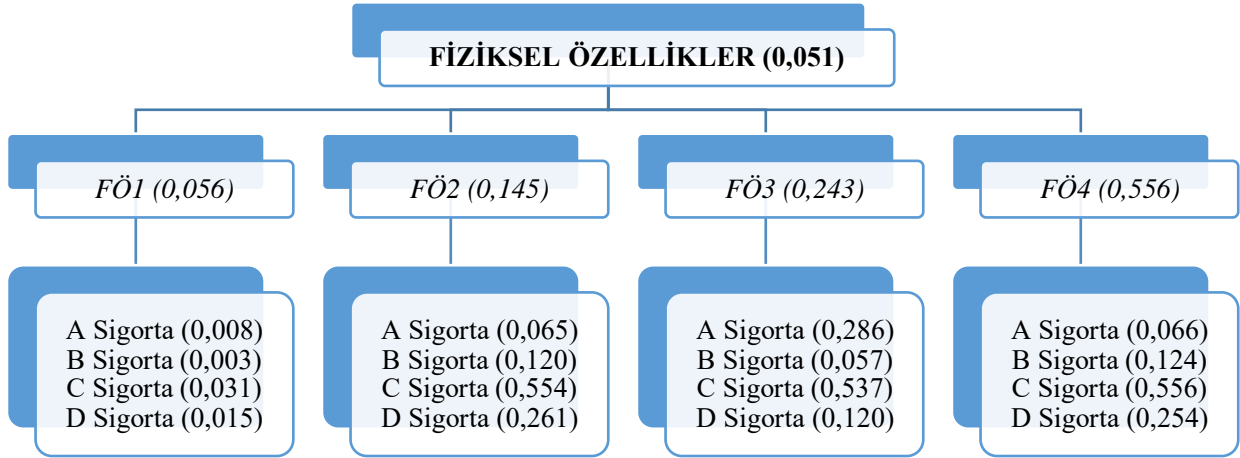 FİZİKSEL ÖZELLİKLER (0,051)
FÖ1 (0,056)
FÖ2 (0,145)
FÖ3 (0,243)
FÖ4 (0,556)
A Sigorta (0,008)
B Sigorta (0,003)
C Sigorta (0,031)
D Sigorta (0,015)
A Sigorta (0,065)
B Sigorta (0,120)
C Sigorta (0,554)
D Sigorta (0,261)
A Sigorta (0,286)
B Sigorta (0,057)
C Sigorta (0,537)
D Sigorta (0,120)
A Sigorta (0,066)
B Sigorta (0,124)
C Sigorta (0,556)
D Sigorta (0,254)